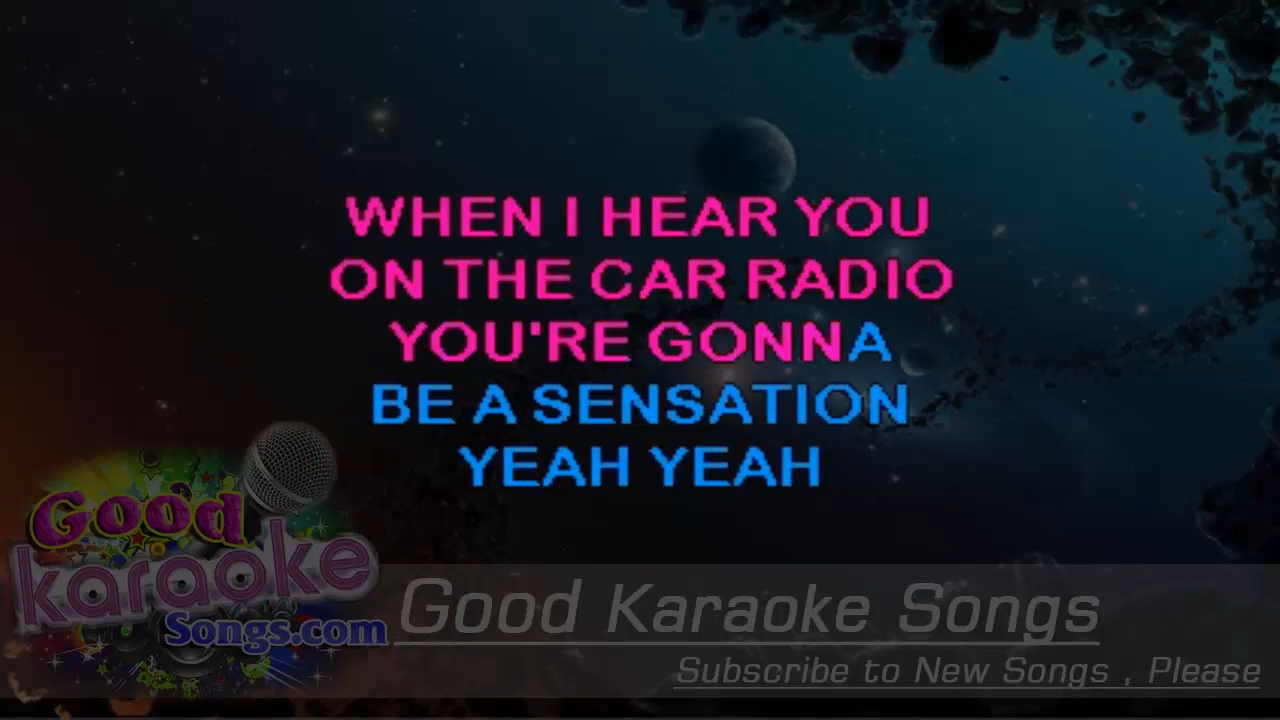 WHEN I HEAR YOU
ON THE CAR RADIO
YOU'RE GONNA
BE A SENSATION
YEAH YEAH
Good
karaoke
Songs.com
Good Karaoke Songs
Subscribe to New Songs , Please